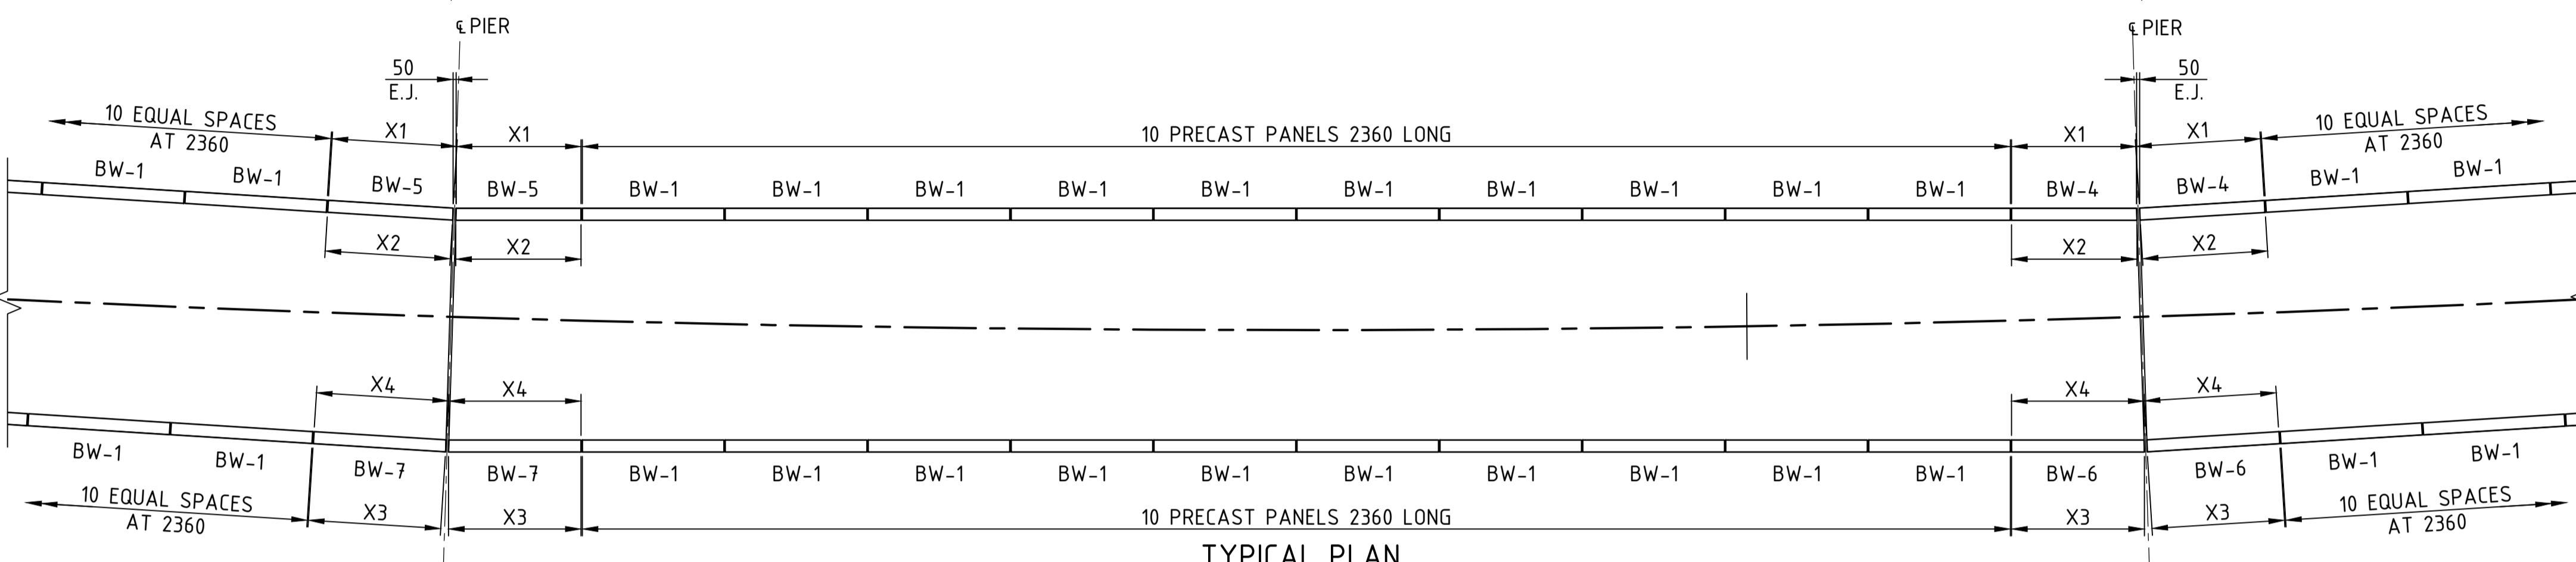 ℄ PIER
℄ PIER
50
E.J.
50
E.J.
10 EQUAL SPACES
AT 2360
X1
X1
10 PRECAST PANELS 2360 LONG
X1
X1
10 EQUAL SPACES
AT 2360
BW-1
BW-1
BW-5
BW-5
BW-1
BW-1
BW-1
BW-1
BW-1
BW-1
BW-1
BW-1
BW-1
BW-4
BW-4
BW-1
BW-1
X2
X2
X2
X2
X4
X4
X4
X4
BW-1
BW-1
BW-7
BW-7
BW-1
BW-1
BW-1
BW-1
BW-1
BW-1
BW-1
BW-1
BW-1
BW-6
BW-6
BW-1
BW-1
10 EQUAL SPACES
AT 2360
X3
X3
10 PRECAST PANELS 2360 LONG
X3
X3
10 EQUAL SPACES
AT 2360
TYPICAL PLAN